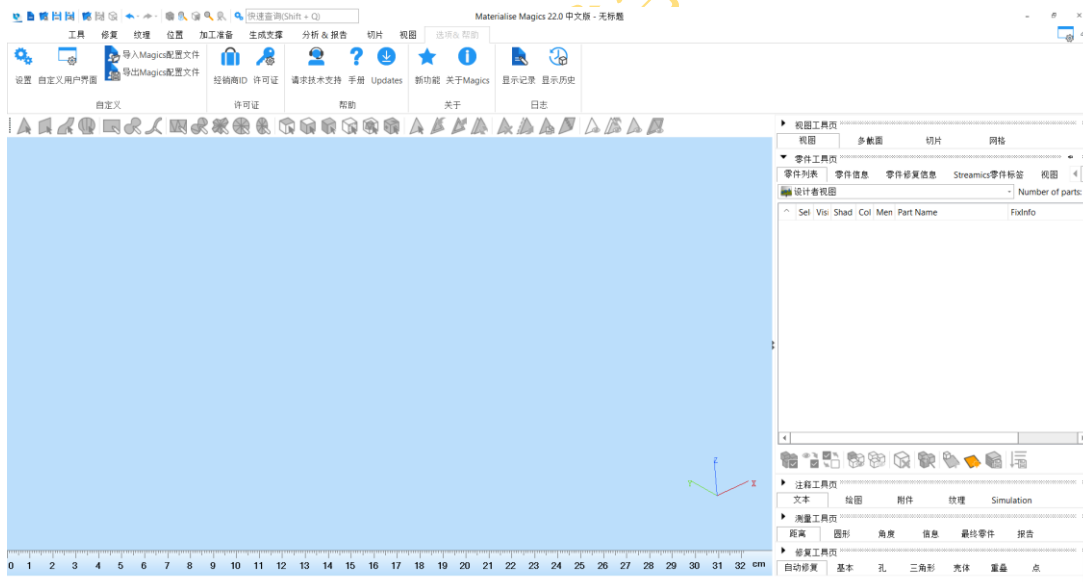 快速查询(Shift + Q)
Materialise Magics 22.0 中文版 - 无标题
工具 修复 纹理 位置 加工准备 生成支撑 分析 & 报告 切片 视图 选项& 帮助
导入Magics配置文件
导出Magics配置文件
设置 自定义用户界面 经销商ID 许可证 请求技术支持 手册 Updates 新功能 关于Magics 显示记录 显示历史
自定义 许可证 帮助 关于 日志
视图工具页
视图 多截面 切片 网格
零件工具页
零件列表 零件信息 零件修复信息 Streamics零件标签 视图
设计者视图 Number of parts:
Sel Vis Shad Col Men Part Name FixInfo
Z
Y X
注释工具页
文本 绘图 附件 纹理 Simulation
测量工具页
距离 圆形 角度 信息 最终零件 报告
修复工具页
自动修复 基本 孔 三角形 壳体 重叠 点
0 1 2 3 4 5 6 7 8 9 10 11 12 13 14 15 16 17 18 19 20 21 22 23 24 25 26 27 28 29 30 31 32 cm